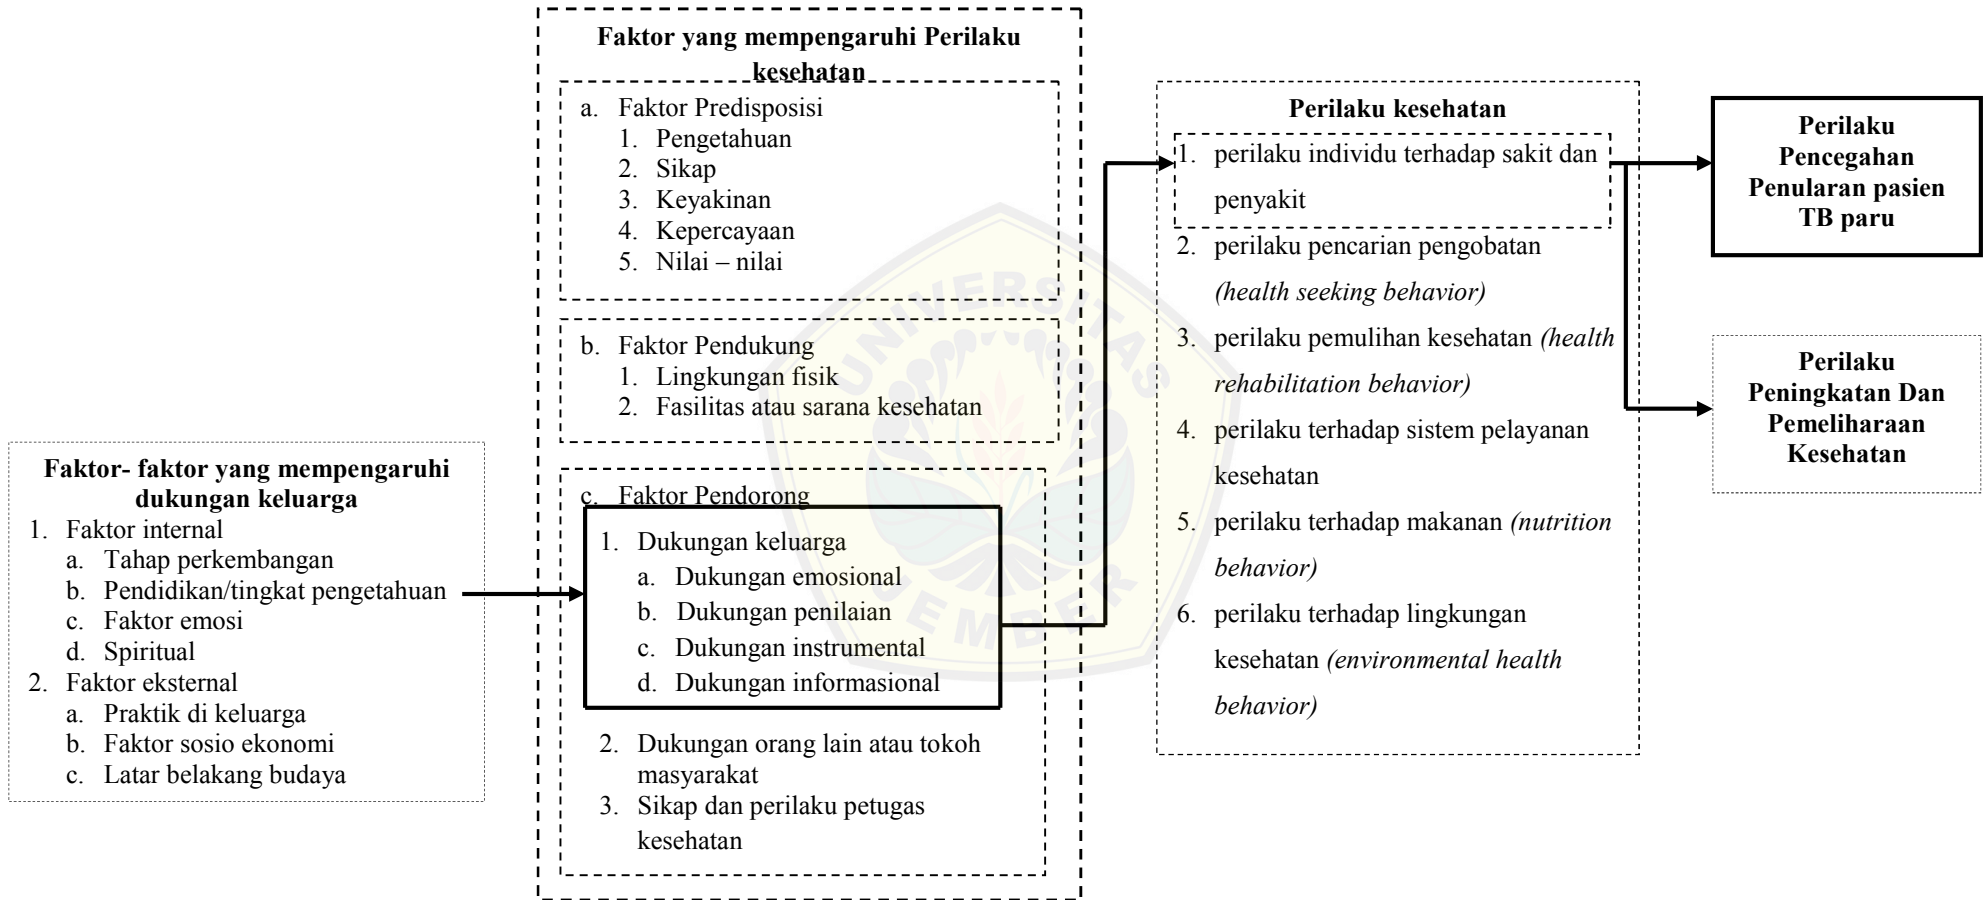 Faktor- faktor yang mempengaruhi
dukungan keluarga
1. Faktor internal
a. Tahap perkembangan
b. Pendidikan/tingkat pengetahuan
c. Faktor emosi
d. Spiritual
2. Faktor eksternal
a. Praktik di keluarga
b. Faktor sosio ekonomi
c. Latar belakang budaya
Faktor yang mempengaruhi Perilaku
kesehatan
a. Faktor Predisposisi
1. Pengetahuan
2. Sikap
3. Keyakinan
4. Kepercayaan
5. Nilai – nilai
b. Faktor Pendukung
1. Lingkungan fisik
2. Fasilitas atau sarana kesehatan
c. Faktor Pendorong
1. Dukungan keluarga
a. Dukungan emosional
b. Dukungan penilaian
c. Dukungan instrumental
d. Dukungan informasional
2. Dukungan orang lain atau tokoh
masyarakat
3. Sikap dan perilaku petugas
kesehatan
Perilaku kesehatan
1. perilaku individu terhadap sakit dan
penyakit
2. perilaku pencarian pengobatan
(health seeking behavior)
3. perilaku pemulihan kesehatan (health
rehabilitation behavior)
4. perilaku terhadap sistem pelayanan
kesehatan
5. perilaku terhadap makanan (nutrition
behavior)
6. perilaku terhadap lingkungan
kesehatan (environmental health
behavior)
Perilaku
Pencegahan
Penularan pasien
TB paru
Perilaku
Peningkatan Dan
Pemeliharaan
Kesehatan
UNIVERSITAS
JEMBER